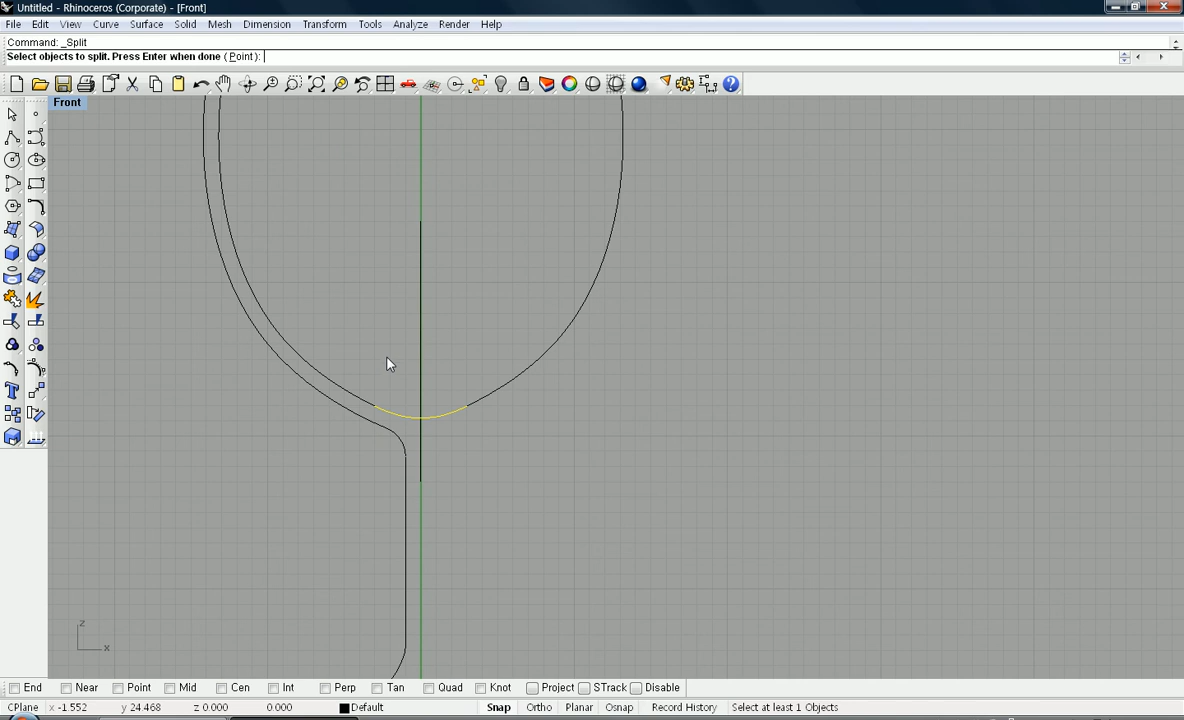 Untitled - Rhinoceros (Corporate) - [Front]
File Edit View Curve Surface Solid Mesh Dimension Transform Tools Analyze Render Help
Command: _Split
Select objects to split. Press Enter when done ( Point):
Front
z
x
End Near Point Mid Cen Int Perp Tan Quad Knot Project STrack Disable
CPlane x -1.552 y 24.468 z 0.000 0.000 Default Snap Ortho Planar Osnap Record History Select at least 1 Objects